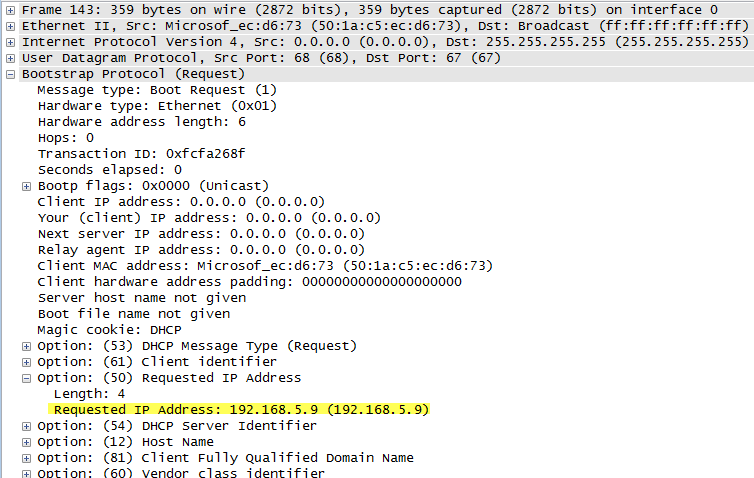 Frame 143: 359 bytes on wire (2872 bits), 359 bytes captured (2872 bits) on interface 0
Ethernet II, Src: Microsof_ec:d6:73 (50:1a:c5:ec:d6:73), Dst: Broadcast (ff:ff:ff:ff:ff:ff)
Internet Protocol Version 4, Src: 0.0.0.0 (0.0.0.0), Dst: 255.255.255.255 (255.255.255.255)
User Datagram Protocol, Src Port: 68 (68), Dst Port: 67 (67)
Bootstrap Protocol (Request)
Message type: Boot Request (1)
Hardware type: Ethernet (0x01)
Hardware address length: 6
Hops: 0
Transaction ID: 0xfcfa268f
Seconds elapsed: 0
Bootp flags: 0x0000 (Unicast)
Client IP address: 0.0.0.0 (0.0.0.0)
Your (client) IP address: 0.0.0.0 (0.0.0.0)
Next server IP address: 0.0.0.0 (0.0.0.0)
Relay agent IP address: 0.0.0.0 (0.0.0.0)
Client MAC address: Microsof_ec:d6:73 (50:1a:c5:ec:d6:73)
Client hardware address padding: 00000000000000000000
Server host name not given
Boot file name not given
Magic cookie: DHCP
Option: (53) DHCP Message Type (Request)
Option: (61) Client identifier
Option: (50) Requested IP Address
Length: 4
Requested IP Address: 192.168.5.9 (192.168.5.9)
Option: (54) DHCP Server Identifier
Option: (12) Host Name
Option: (81) Client Fully Qualified Domain Name
Option: (60) Vendor class identifier